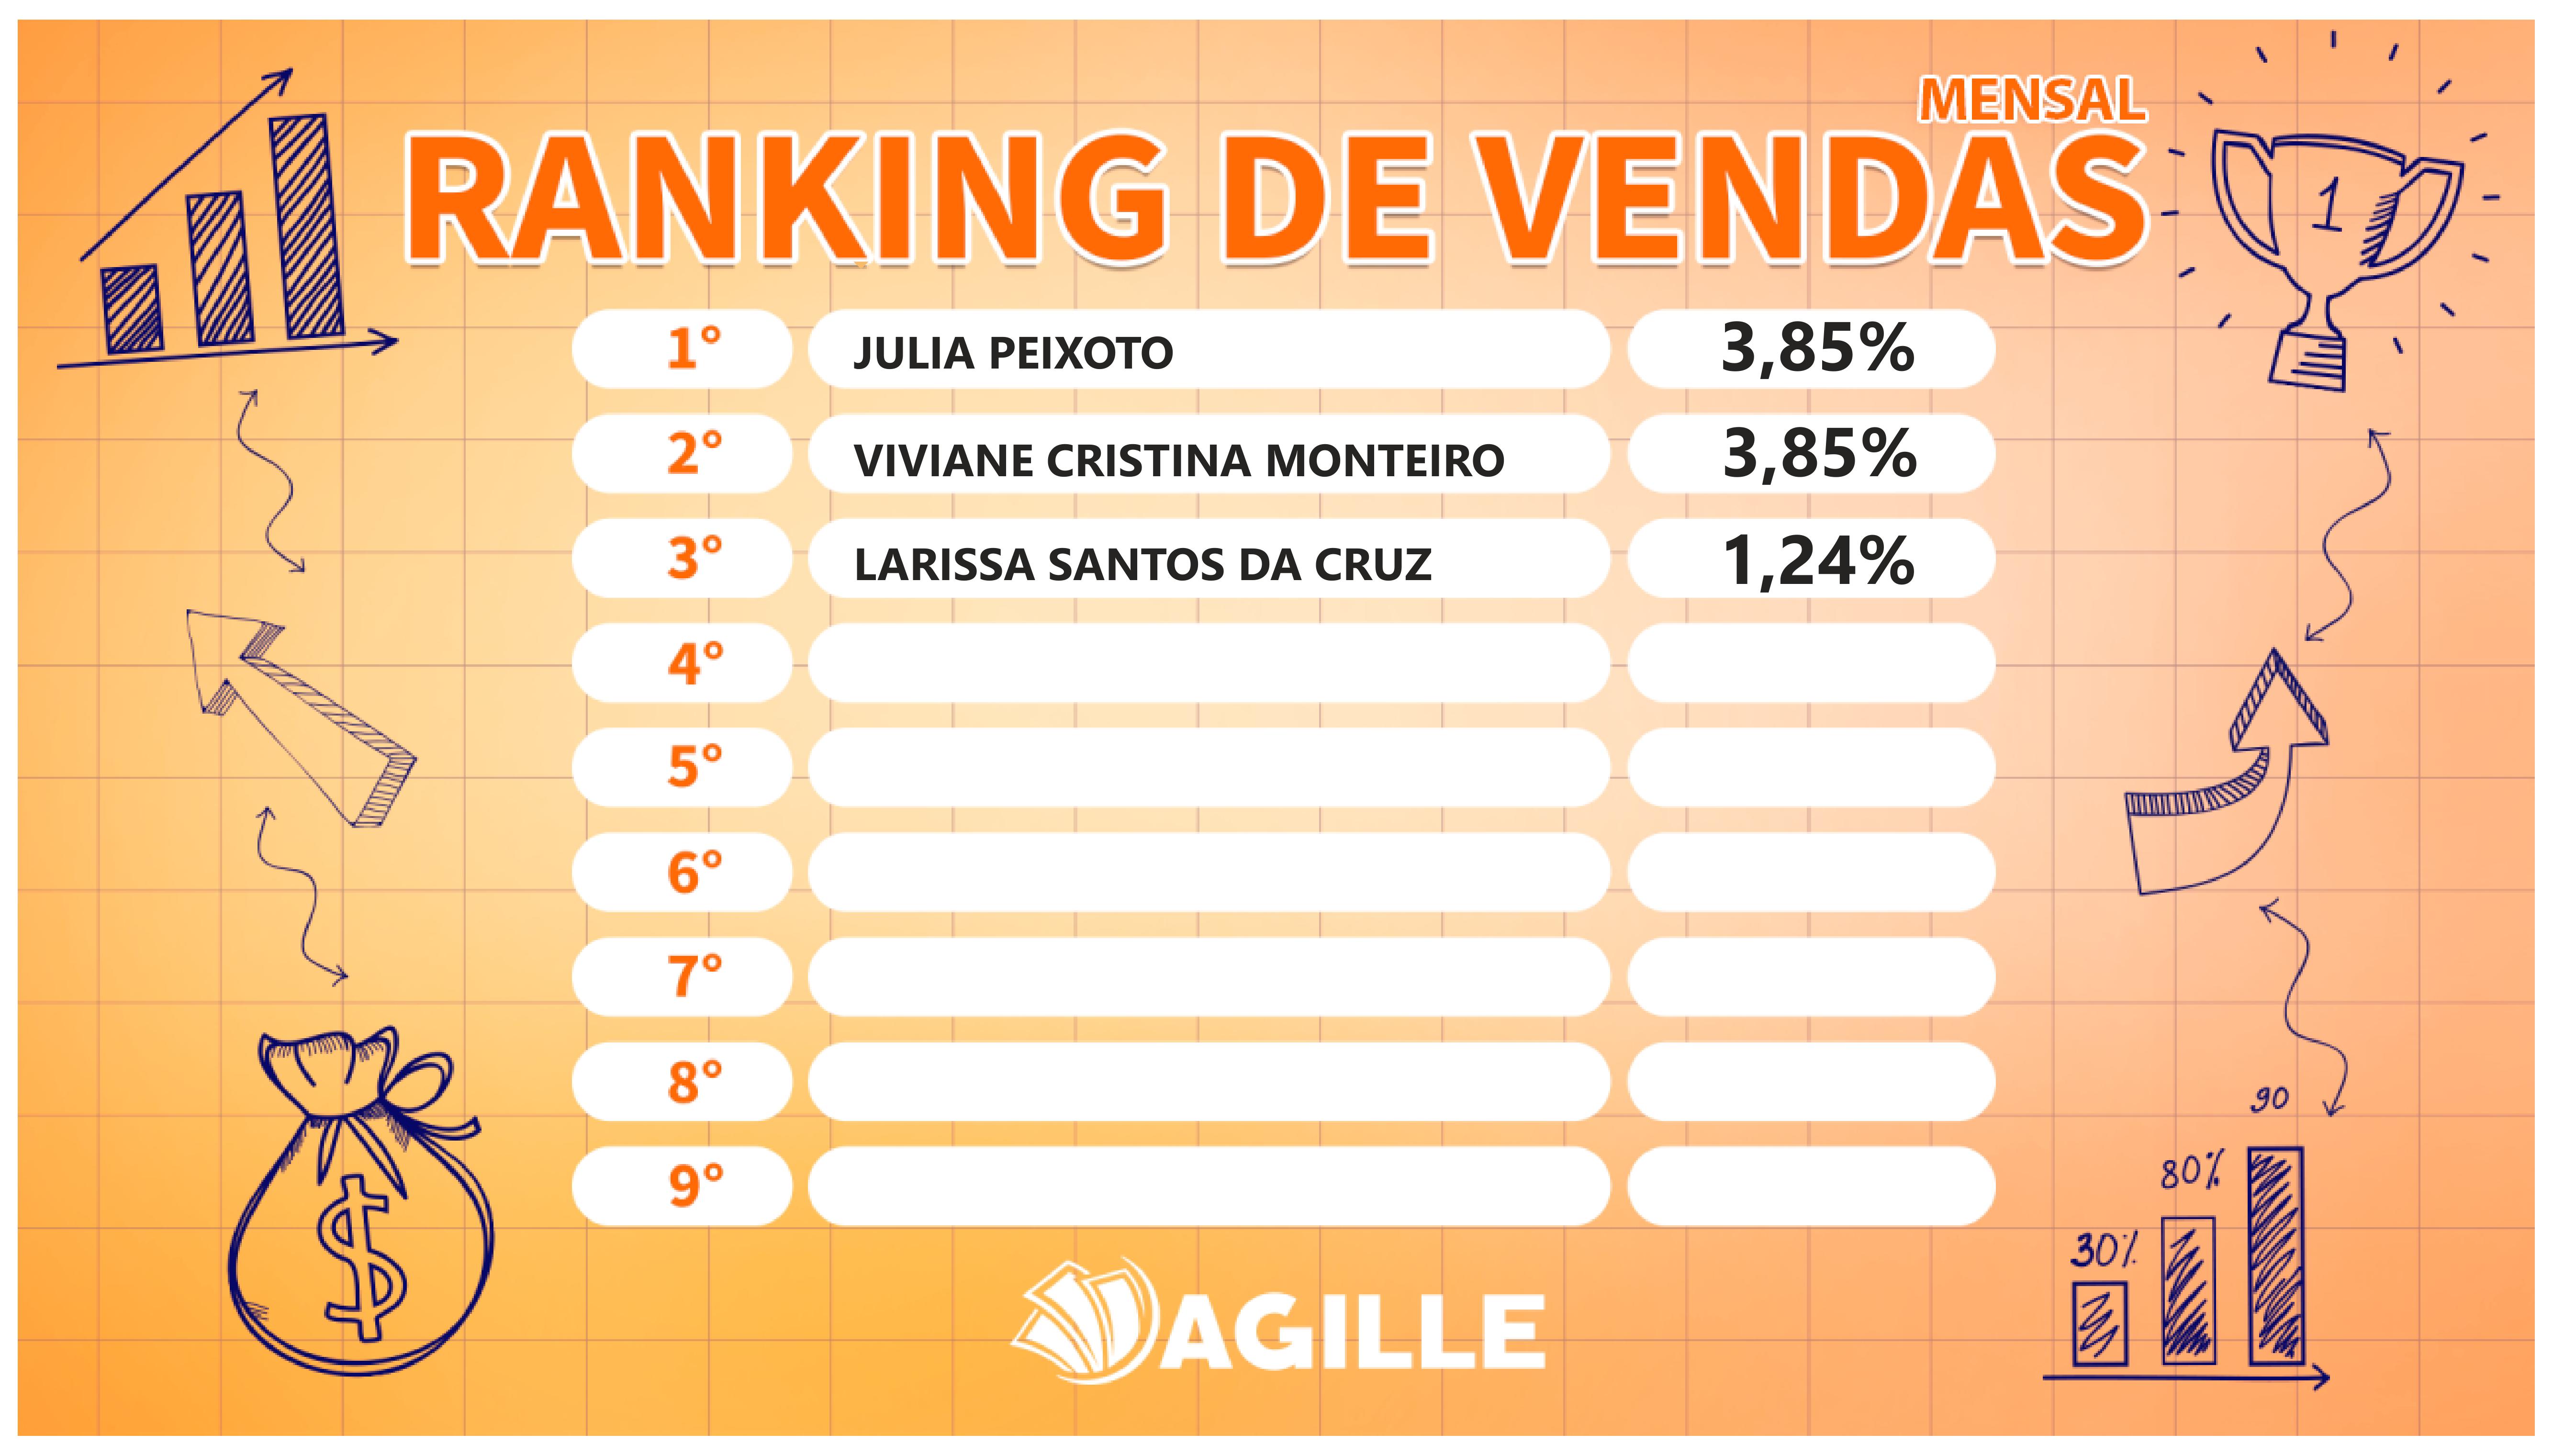 MENSAL
RANKING DE VENDAS
1
1° JULIA PEIXOTO 3,85%
2° VIVIANE CRISTINA MONTEIRO 3,85%
3° LARISSA SANTOS DA CRUZ 1,24%
4°
5°
6°
7°
8°
9°
90
80%
30%
$
AGILLE